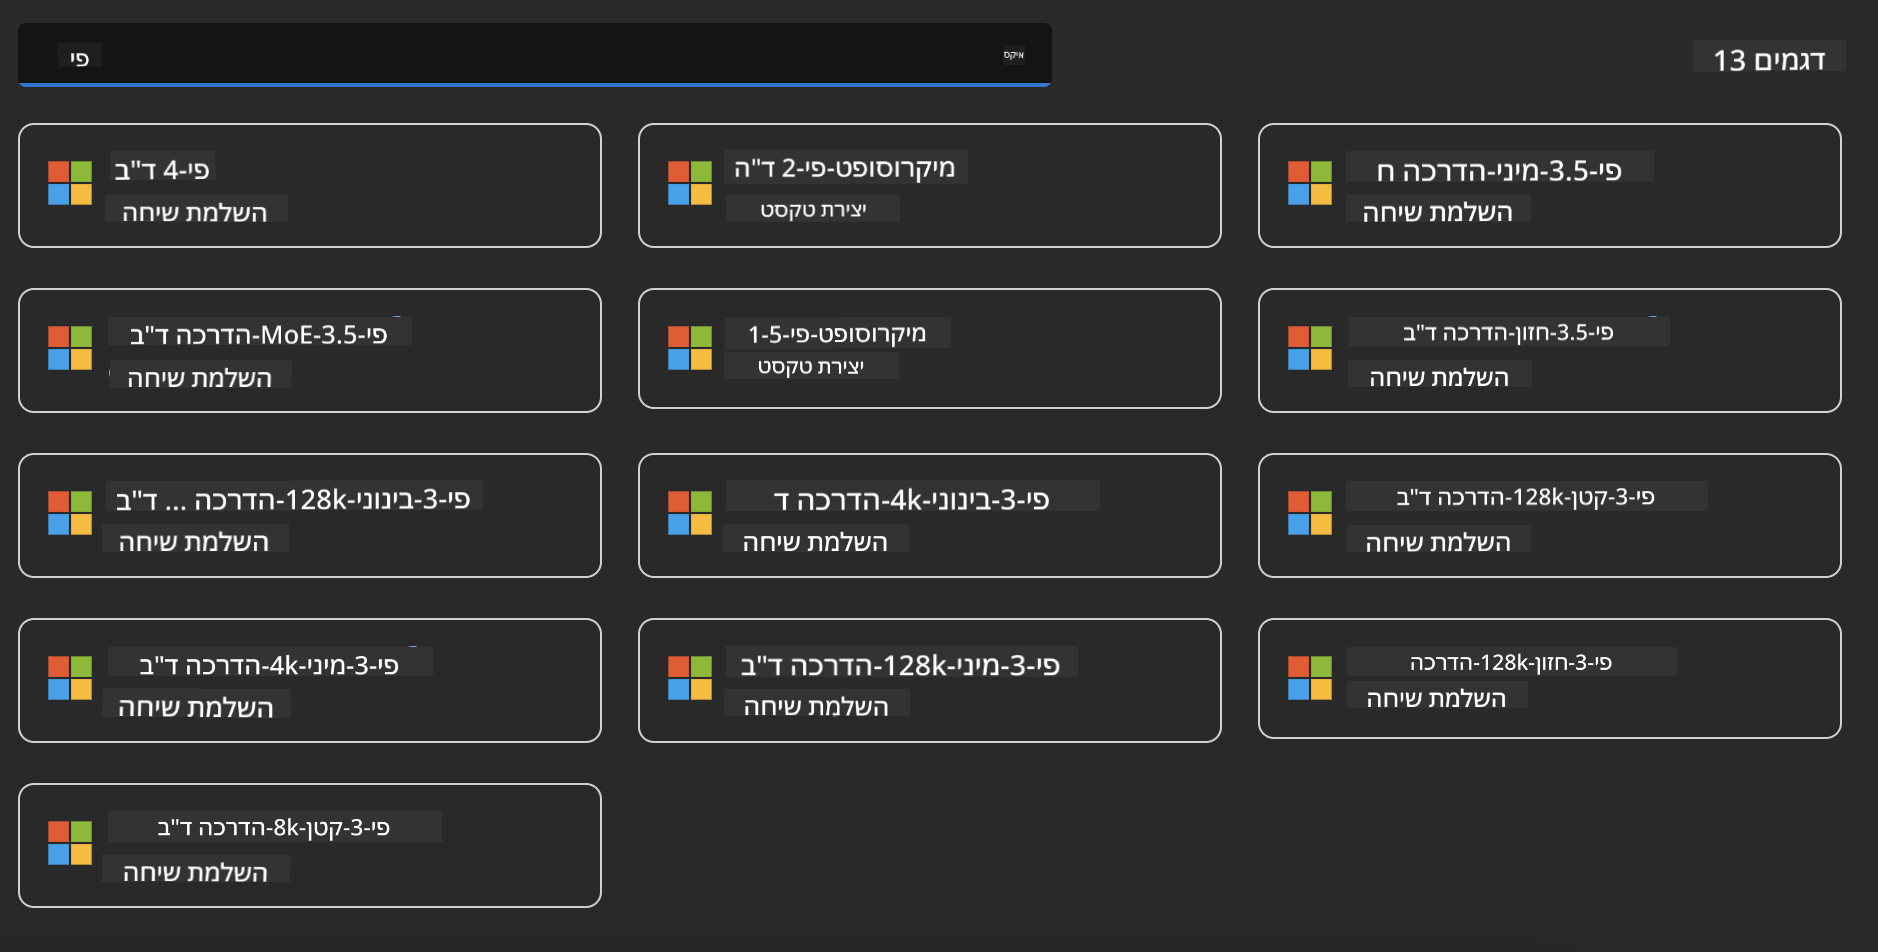 פי
איקס
דגמים 13
פי-4 ד"ב
השלמת שיחה
מיקרוסופט-פי-2 ד"ה
יצירת טקסט
פי-3.5-מיני-הדרכה ח
השלמת שיחה
פי-3.5-MoE-הדרכה ד"ב
השלמת שיחה
מיקרוסופט-פי-1-5
יצירת טקסט
פי-3.5-חזון-הדרכה ד"ב
השלמת שיחה
פי-3-בינוני-128k-הדרכה ... ד"ב
השלמת שיחה
פי-3-בינוני-4k-הדרכה ד
השלמת שיחה
פי-3-קטן-128k-הדרכה ד"ב
השלמת שיחה
פי-3-מיני-4k-הדרכה ד"ב
השלמת שיחה
פי-3-מיני-128k-הדרכה ד"ב
השלמת שיחה
פי-3-חזון-128k-הדרכה
השלמת שיחה
פי-3-קטן-8k-הדרכה ד"ב
השלמת שיחה